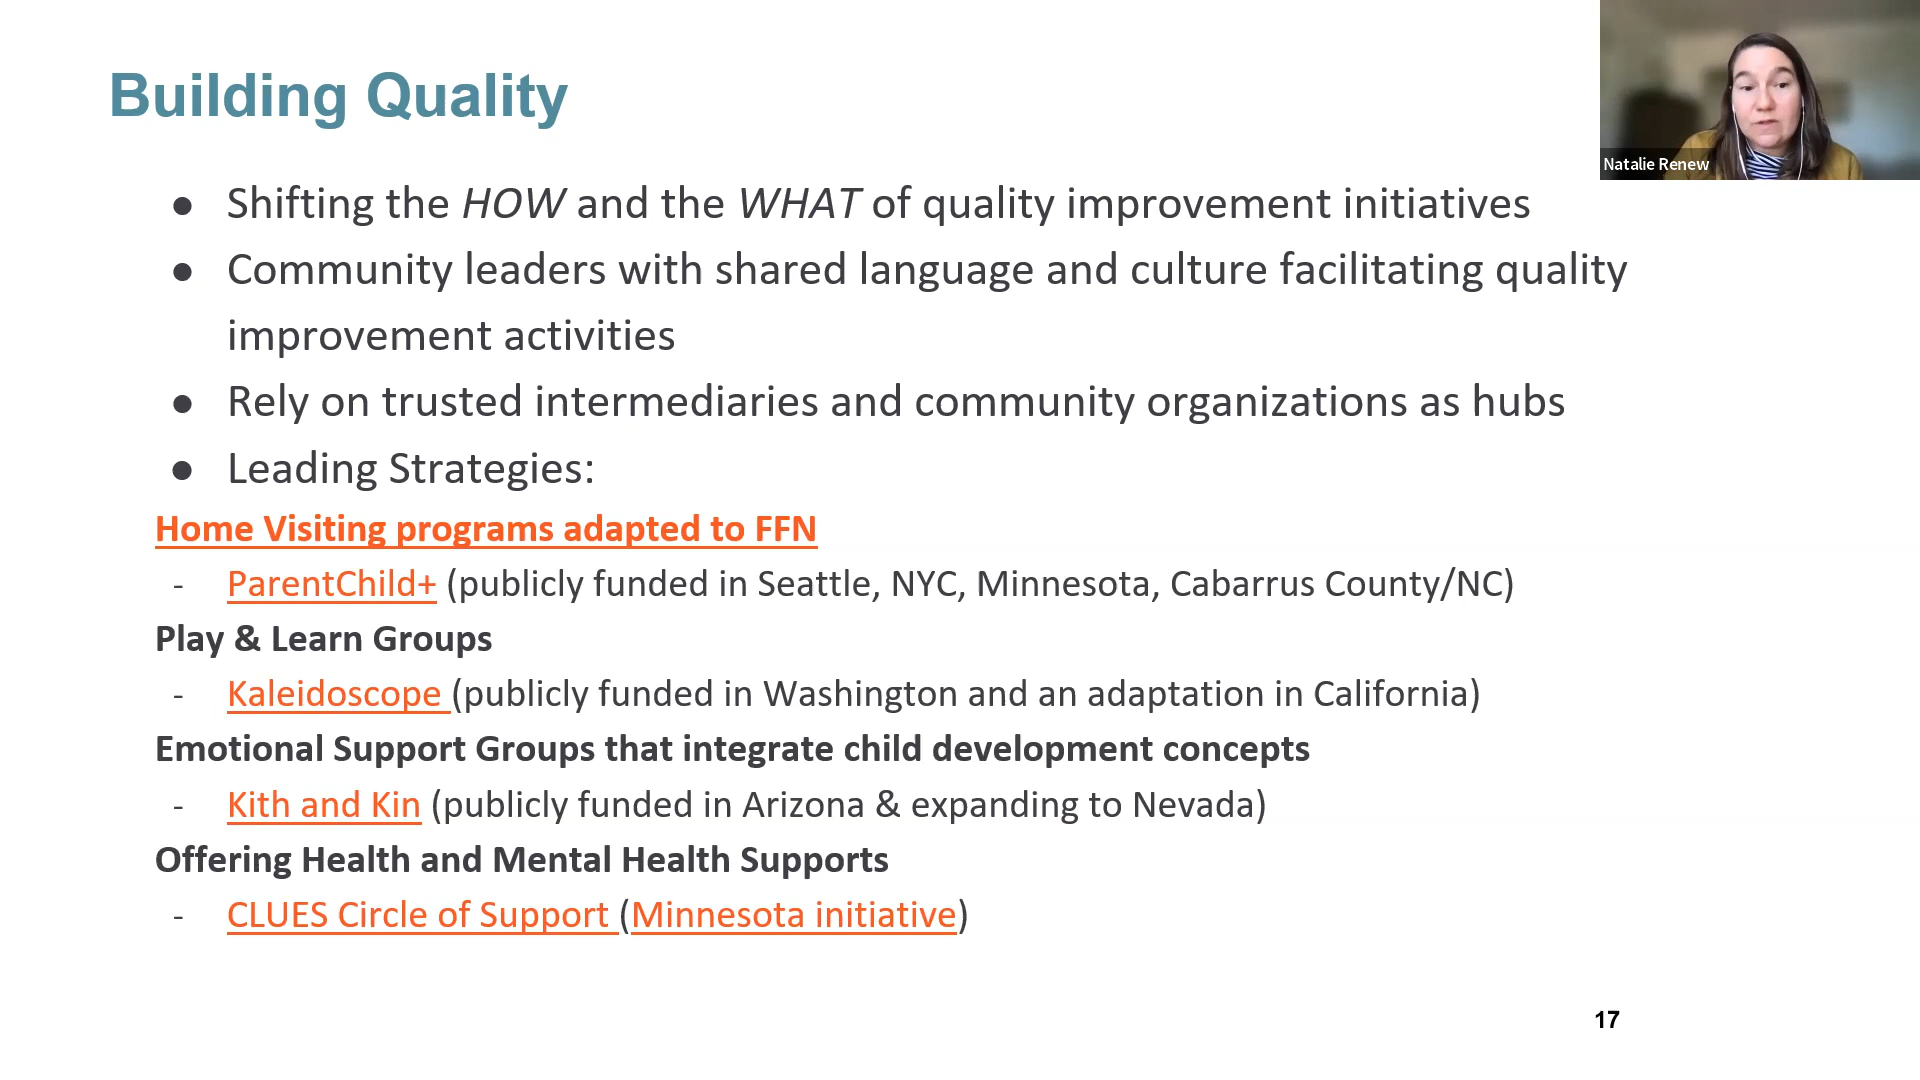 Building Quality
Natalie Renew
● Shifting the HOW and the WHAT of quality improvement initiatives
● Community leaders with shared language and culture facilitating quality
improvement activities
● Rely on trusted intermediaries and community organizations as hubs
● Leading Strategies:
Home Visiting programs adapted to FFN
- ParentChild+ (publicly funded in Seattle, NYC, Minnesota, Cabarrus County/NC)
Play & Learn Groups
- Kaleidoscope (publicly funded in Washington and an adaptation in California)
Emotional Support Groups that integrate child development concepts
- Kith and Kin (publicly funded in Arizona & expanding to Nevada)
Offering Health and Mental Health Supports
- CLUES Circle of Support (Minnesota initiative)
17